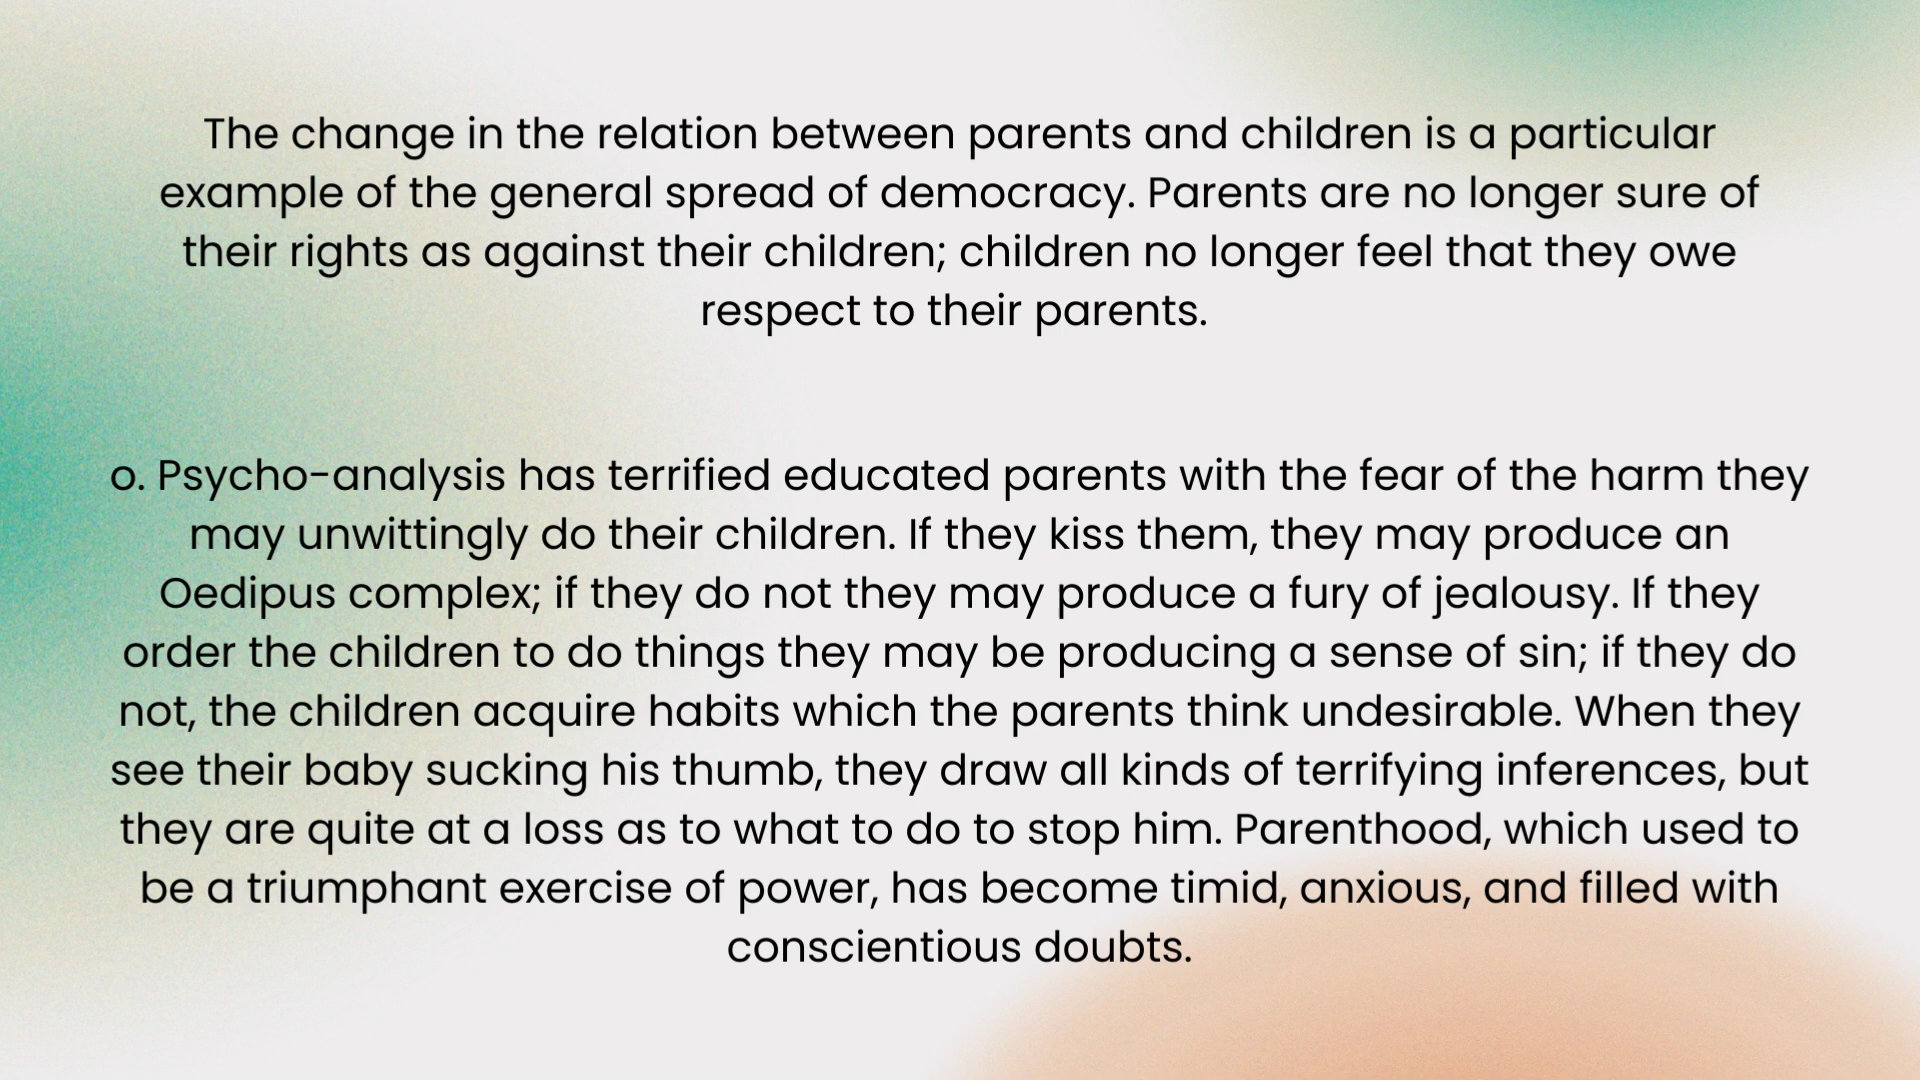 The change in the relation between parents and children is a particular
example of the general spread of democracy. Parents are no longer sure of
their rights as against their children; children no longer feel that they owe
respect to their parents.
o. Psycho-analysis has terrified educated parents with the fear of the harm they
may unwittingly do their children. If they kiss them, they may produce an
Oedipus complex; if they do not they may produce a fury of jealousy. If they
order the children to do things they may be producing a sense of sin; if they do
not, the children acquire habits which the parents think undesirable. When they
see their baby sucking his thumb, they draw all kinds of terrifying inferences, but
they are quite at a loss as to what to do to stop him. Parenthood, which used to
be a triumphant exercise of power, has become timid, anxious, and filled with
conscientious doubts.